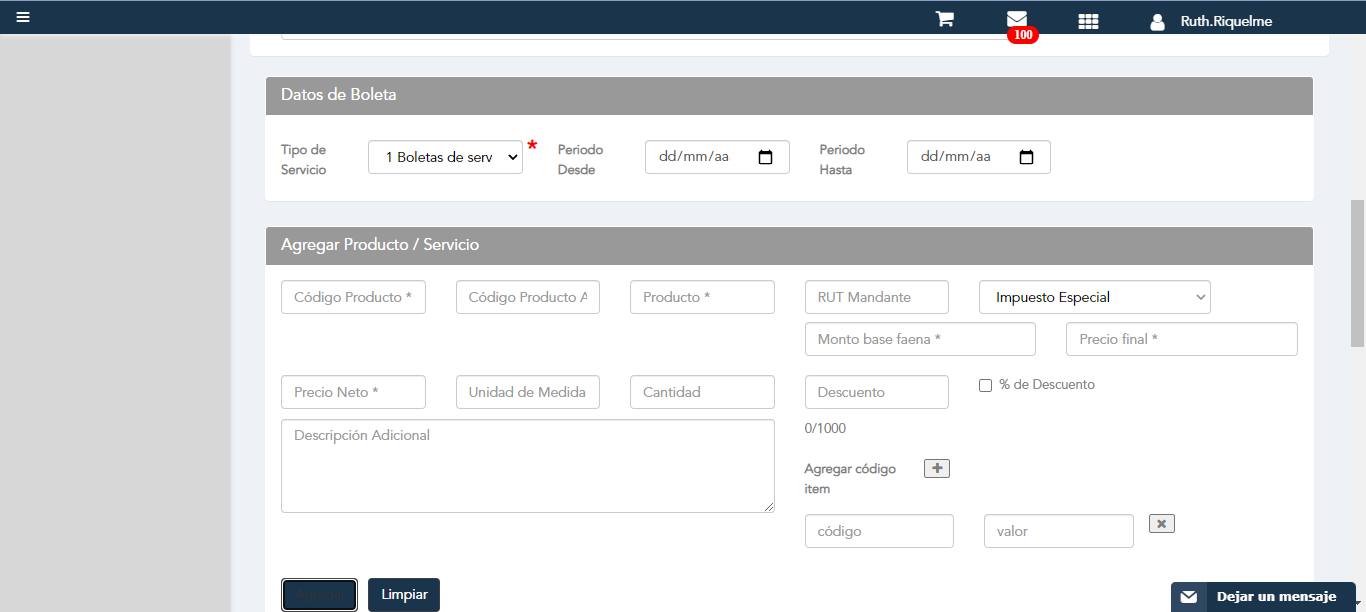 Ruth.Riquelme
100
Datos de Boleta
Tipo de
Servicio
1 Boletas de serv
*
Periodo
Desde
dd/mm/aa
Periodo
Hasta
dd/mm/aa
Agregar Producto / Servicio
Código Producto *
Código Producto A
Producto *
RUT Mandante
Impuesto Especial
Monto base faena *
Precio final *
Precio Neto *
Unidad de Medida
Cantidad
Descuento
% de Descuento
Descripción Adicional
0/1000
Agregar código
item
código
valor
Agregar
Limpiar
Dejar un mensaje